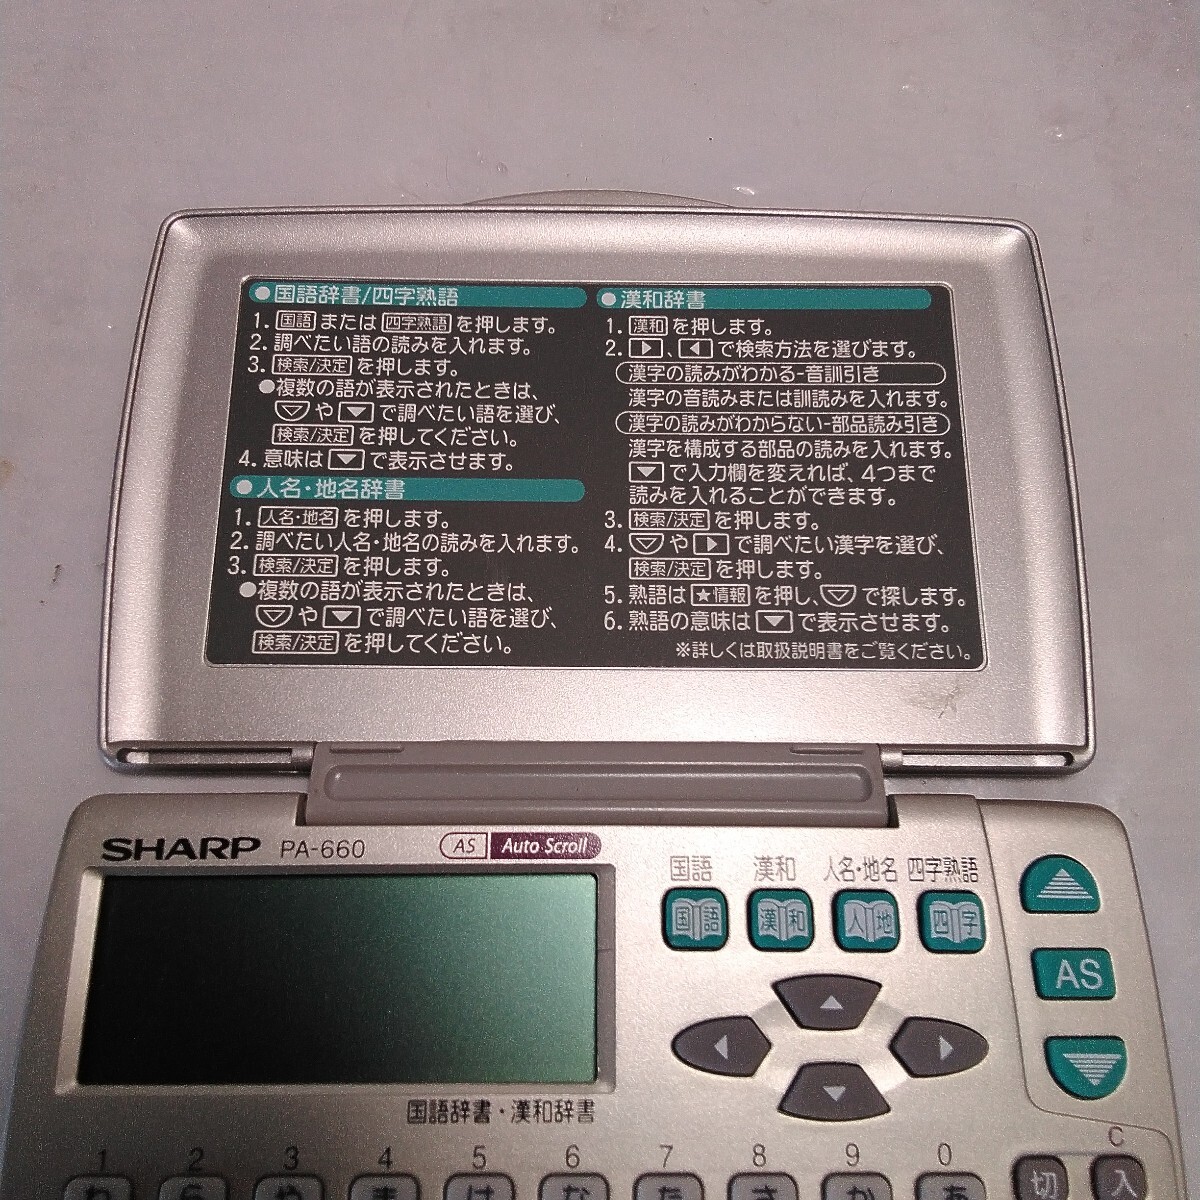 ●国語辞書/四字熟語
1. 国語 または 四字熟語 を押します。
2. 調べたい語の読みを入れます。
3. 検索/決定 を押します。
●複数の語が表示されたときは、
▽や▼で調べたい語を選び、
検索/決定 を押してください。
4. 意味は▼で表示させます。
●人名・地名辞書
1. 人名・地名 を押します。
2. 調べたい人名・地名の読みを入れます。
3. 検索/決定 を押します。
●複数の語が表示されたときは、
▽や▼で調べたい語を選び、
検索/決定 を押してください。
●漢和辞書
1. 漢和 を押します。
2. ▶、◀で検索方法を選びます。
漢字の読みがわかる-音訓引き
漢字の音読みまたは訓読みを入れます。
漢字の読みがわからない-部品読み引き
漢字を構成する部品の読みを入れます。
▼で入力欄を変えれば、4つまで
読みを入れることができます。
3. 検索/決定 を押します。
4. ▽や▶で調べたい漢字を選び、
検索/決定 を押します。
5. 熟語は ★情報 を押し、▽で探します。
6. 熟語の意味は▼で表示させます。
※詳しくは取扱説明書をご覧ください。
SHARP PA-660 AS Auto Scroll
国語 漢和 人名・地名 四字熟語
国語 漢和 人地 四字
AS
国語辞書・漢和辞書
1 2 3 4 5 6 7 8 9 0 C
わ ら や ま は な た さ か あ 切 入